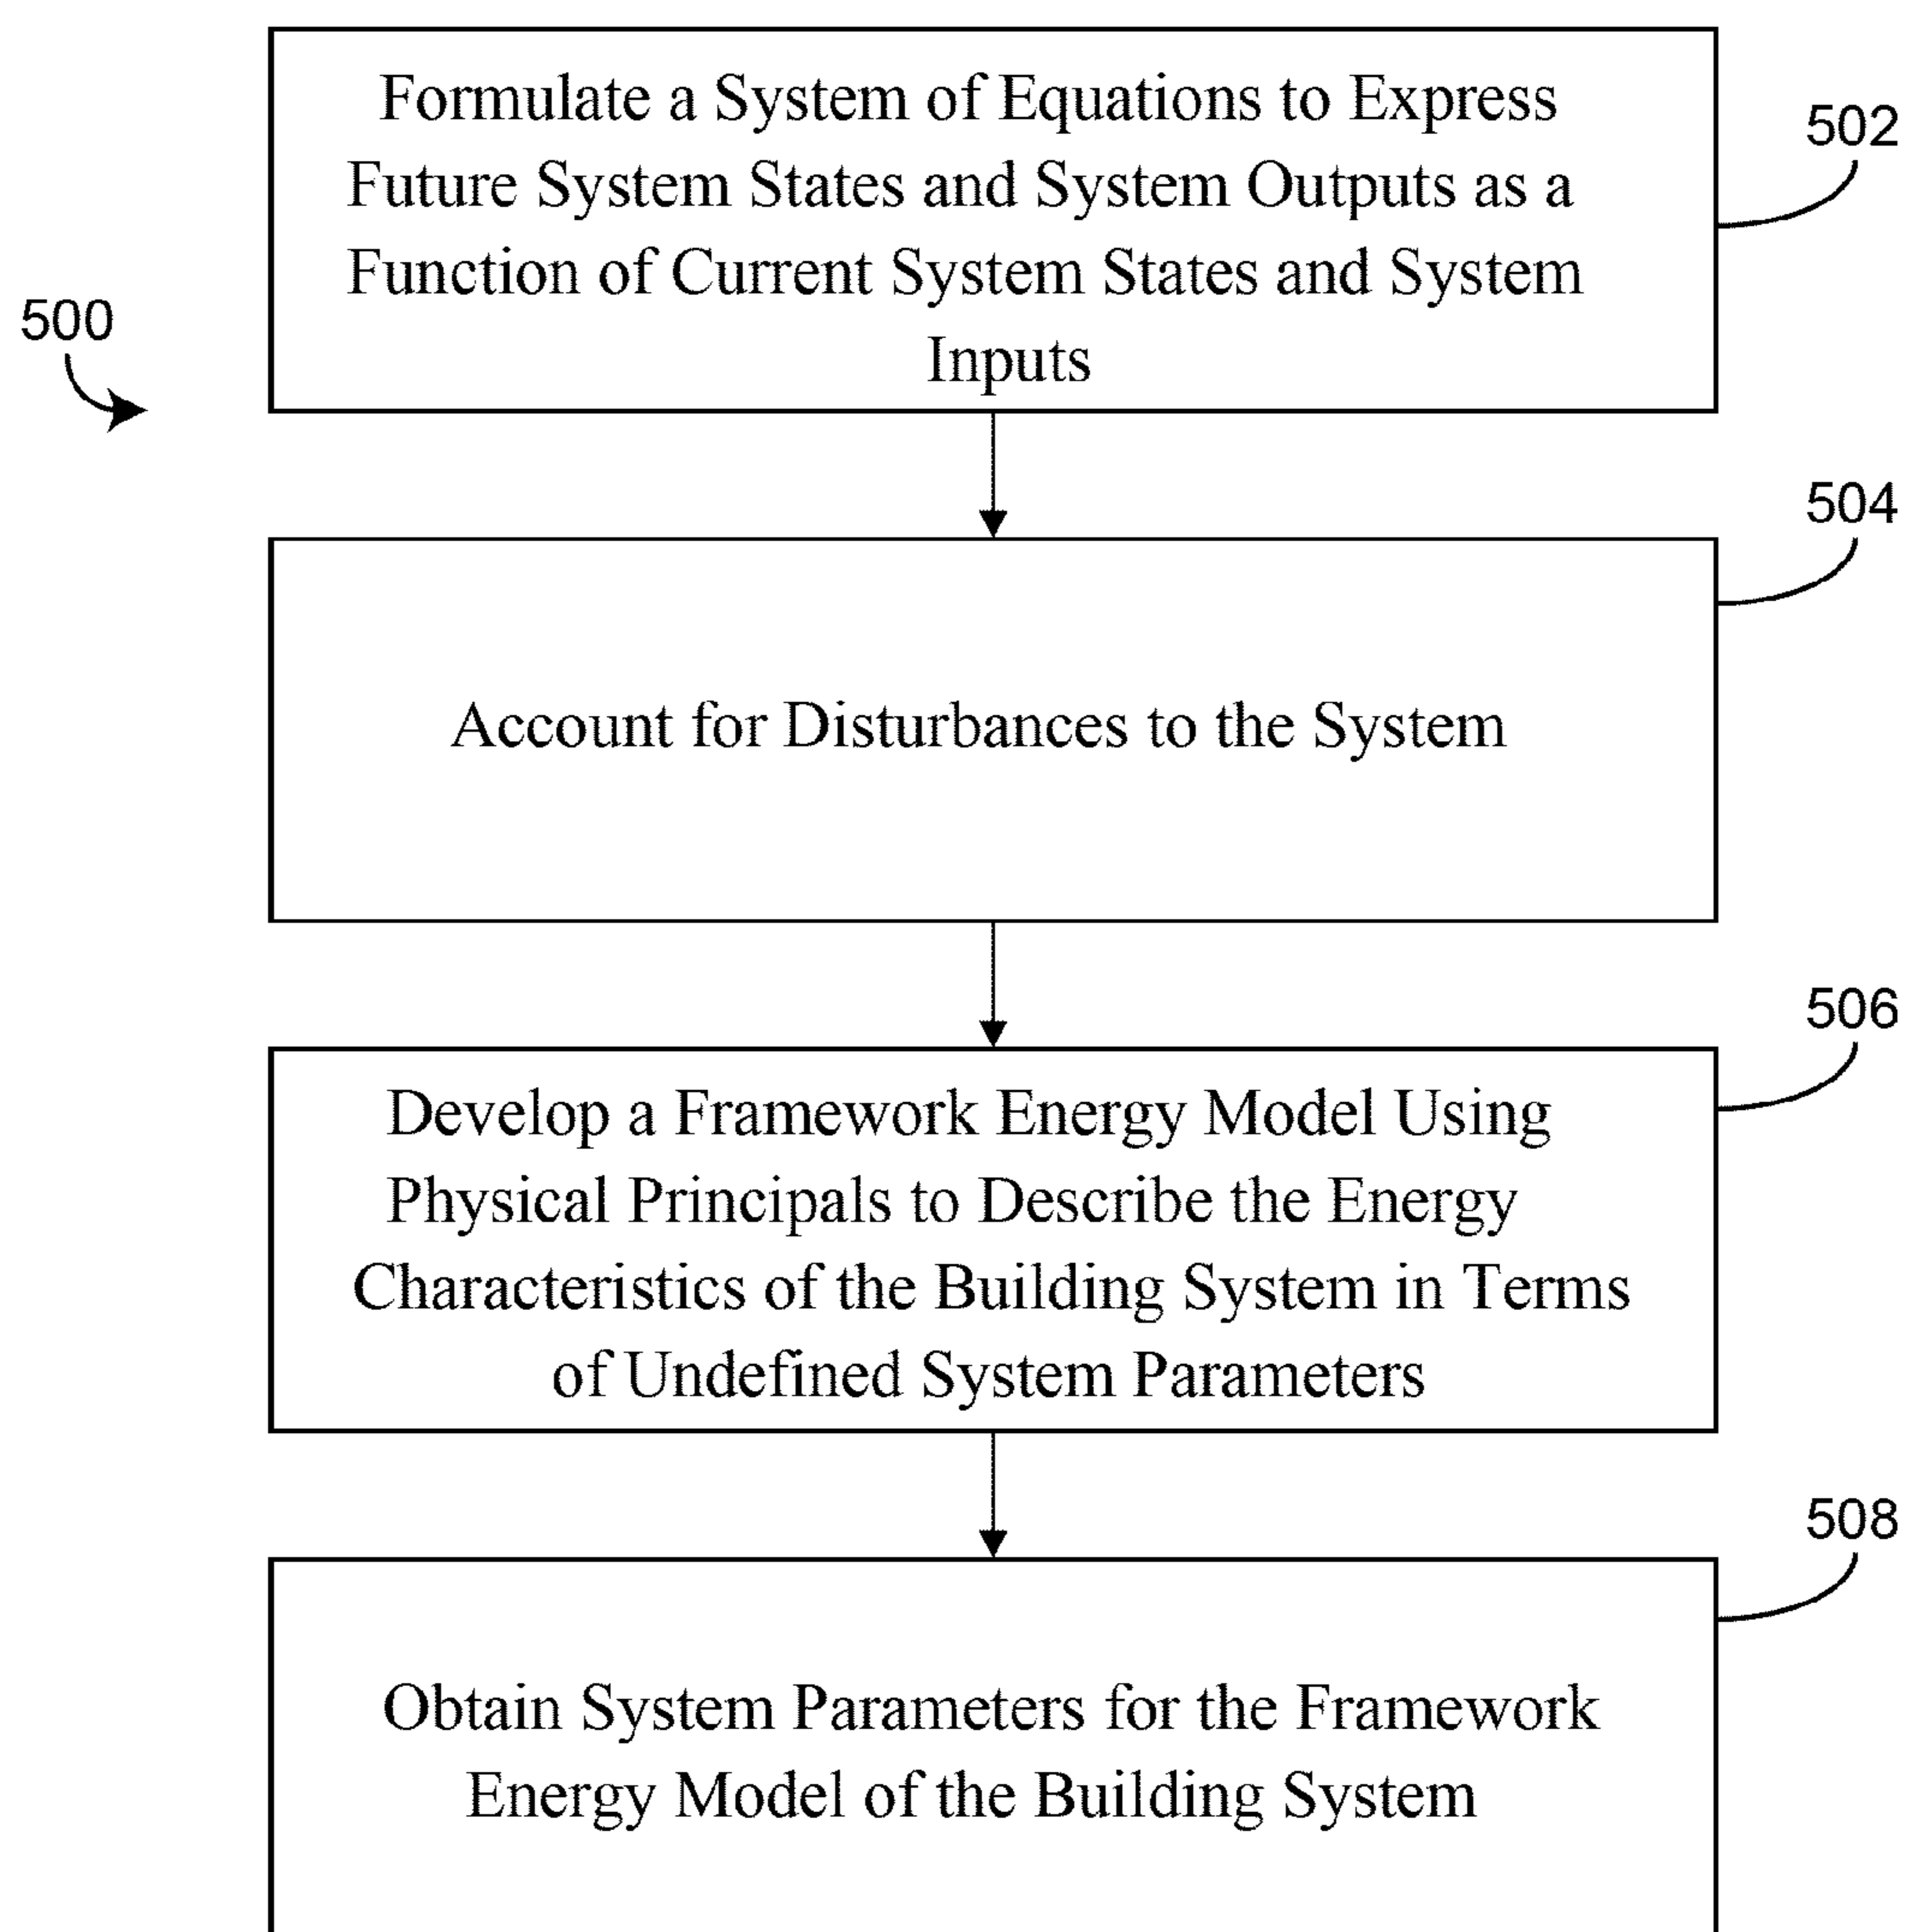 Formulate a System of Equations to Express
Future System States and System Outputs as a
Function of Current System States and System
Inputs
502
500
504
Account for Disturbances to the System
506
Develop a Framework Energy Model Using
Physical Principals to Describe the Energy
Characteristics of the Building System in Terms
of Undefined System Parameters
508
Obtain System Parameters for the Framework
Energy Model of the Building System